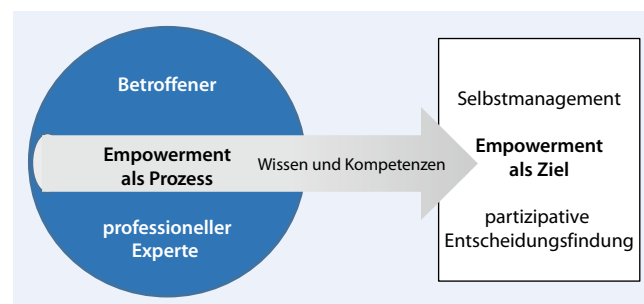 Betroffener
Empowerment
als Prozess
Wissen und Kompetenzen
professioneller
Experte
Selbstmanagement
Empowerment
als Ziel
partizipative
Entscheidungsfindung